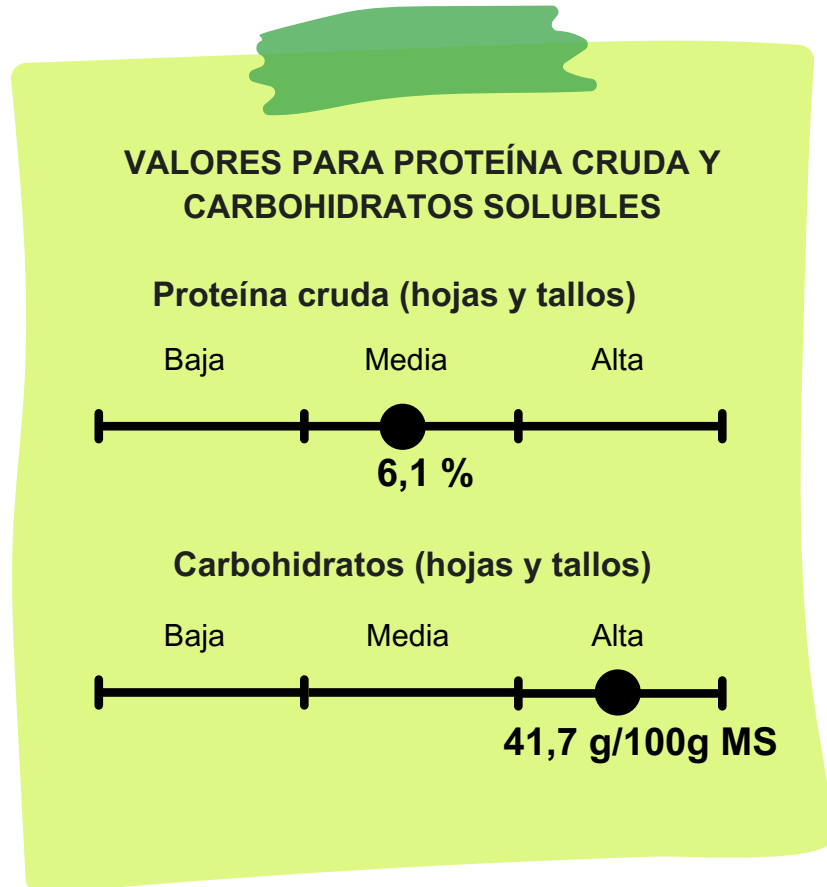 VALORES PARA PROTEÍNA CRUDA Y
CARBOHIDRATOS SOLUBLES
Proteína cruda (hojas y tallos)
Baja Media Alta
6,1 %
Carbohidratos (hojas y tallos)
Baja Media Alta
41,7 g/100g MS